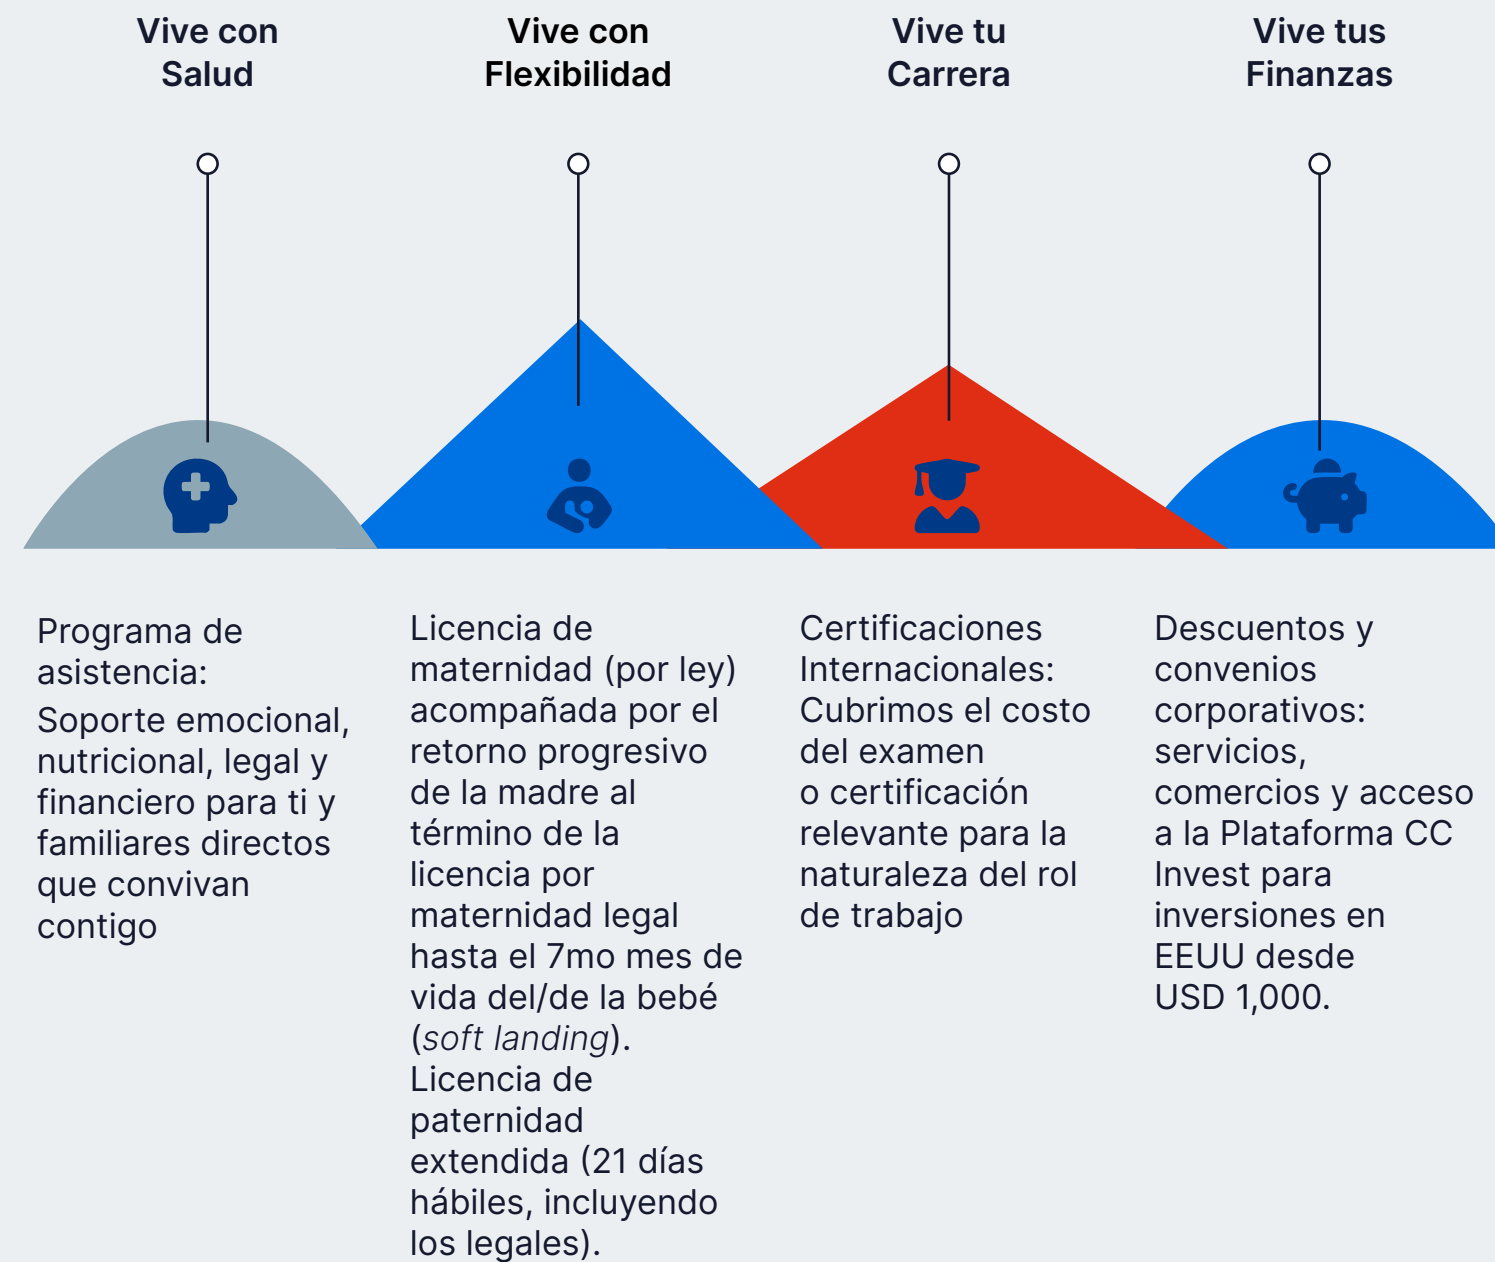 Vive con
Salud
Vive con
Flexibilidad
Vive tu
Carrera
Vive tus
Finanzas
Programa de
asistencia:
Soporte emocional,
nutricional, legal y
financiero para ti y
familiares directos
que convivan
contigo
Licencia de
maternidad (por ley)
acompañada por el
retorno progresivo
de la madre al
término de la
licencia por
maternidad legal
hasta el 7mo mes de
vida del/de la bebé
(soft landing).
Licencia de
paternidad
extendida (21 días
hábiles, incluyendo
los legales).
Certificaciones
Internacionales:
Cubrimos el costo
del examen
o certificación
relevante para la
naturaleza del rol
de trabajo
Descuentos y
convenios
corporativos:
servicios,
comercios y acceso
a la Plataforma CC
Invest para
inversiones en
EEUU desde
USD 1,000.